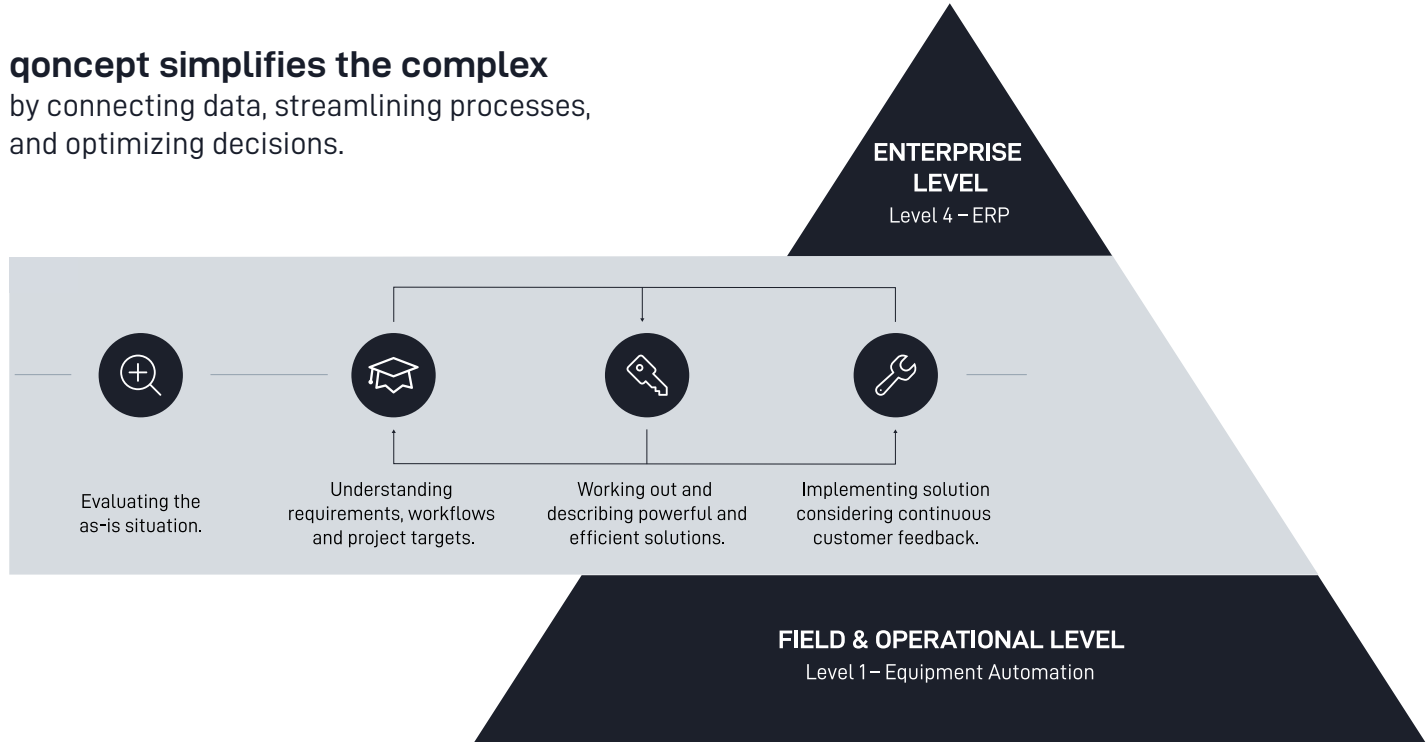 qoncept simplifies the complex
by connecting data, streamlining processes,
and optimizing decisions.
ENTERPRISE
LEVEL
Level 4 – ERP
Evaluating the
as-is situation.
Understanding
requirements, workflows
and project targets.
Working out and
describing powerful and
efficient solutions.
Implementing solution
considering continuous
customer feedback.
FIELD & OPERATIONAL LEVEL
Level 1 – Equipment Automation